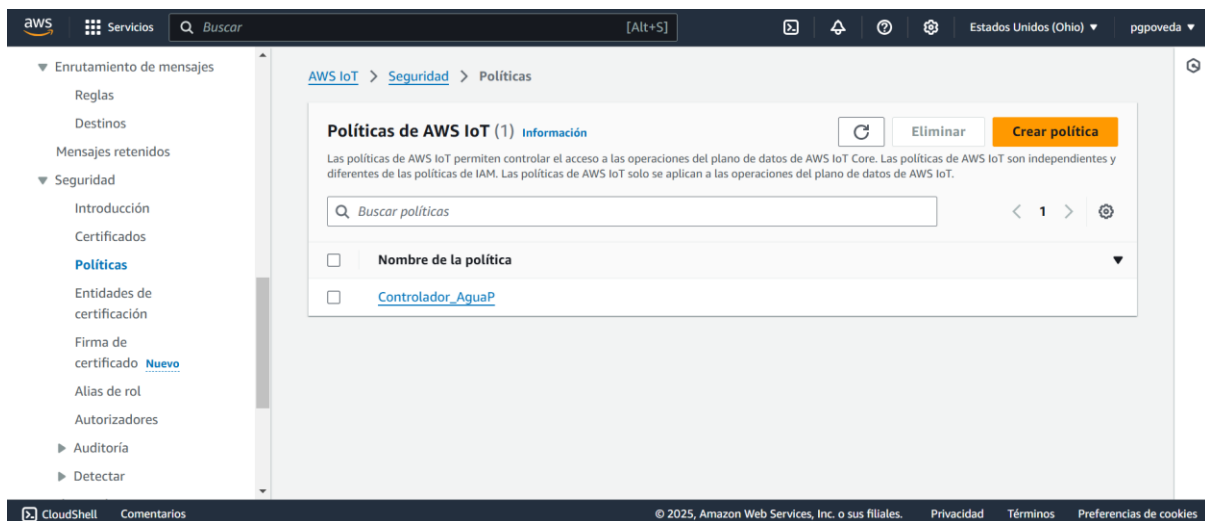 aws
Servicios
Buscar
[Alt+S]
Estados Unidos (Ohio)
pgpoveda
Enrutamiento de mensajes
Reglas
Destinos
Mensajes retenidos
Seguridad
Introducción
Certificados
Políticas
Entidades de
certificación
Firma de
certificado Nuevo
Alias de rol
Autorizadores
Auditoría
Detectar
AWS IoT > Seguridad > Políticas
Políticas de AWS IoT (1) Información
Eliminar
Crear política
Las políticas de AWS IoT permiten controlar el acceso a las operaciones del plano de datos de AWS IoT Core. Las políticas de AWS IoT son independientes y
diferentes de las políticas de IAM. Las políticas de AWS IoT solo se aplican a las operaciones del plano de datos de AWS IoT.
Buscar políticas
< 1 >
Nombre de la política
Controlador_AguaP
CloudShell
Comentarios
© 2025, Amazon Web Services, Inc. o sus filiales.
Privacidad
Términos
Preferencias de cookies